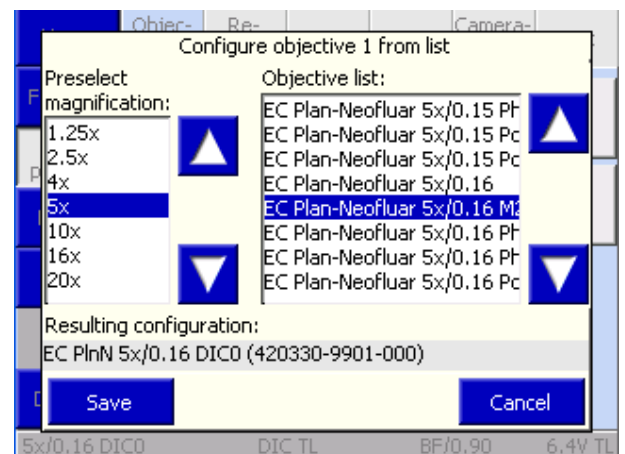 Objec-
Re-
Camera-
Configure objective 1 from list
Preselect
magnification:
Objective list:
1.25x
2.5x
4x
5x
10x
16x
20x
EC Plan-Neofluar 5x/0.15 Ph
EC Plan-Neofluar 5x/0.15 Po
EC Plan-Neofluar 5x/0.15 Po
EC Plan-Neofluar 5x/0.16
EC Plan-Neofluar 5x/0.16 M2
EC Plan-Neofluar 5x/0.16 Ph
EC Plan-Neofluar 5x/0.16 Ph
EC Plan-Neofluar 5x/0.16 Po
Resulting configuration:
EC PlnN 5x/0.16 DIC0 (420330-9901-000)
Save
Cancel
5x/0.16 DIC0
DIC TL
BF/0.90
6,4V TL